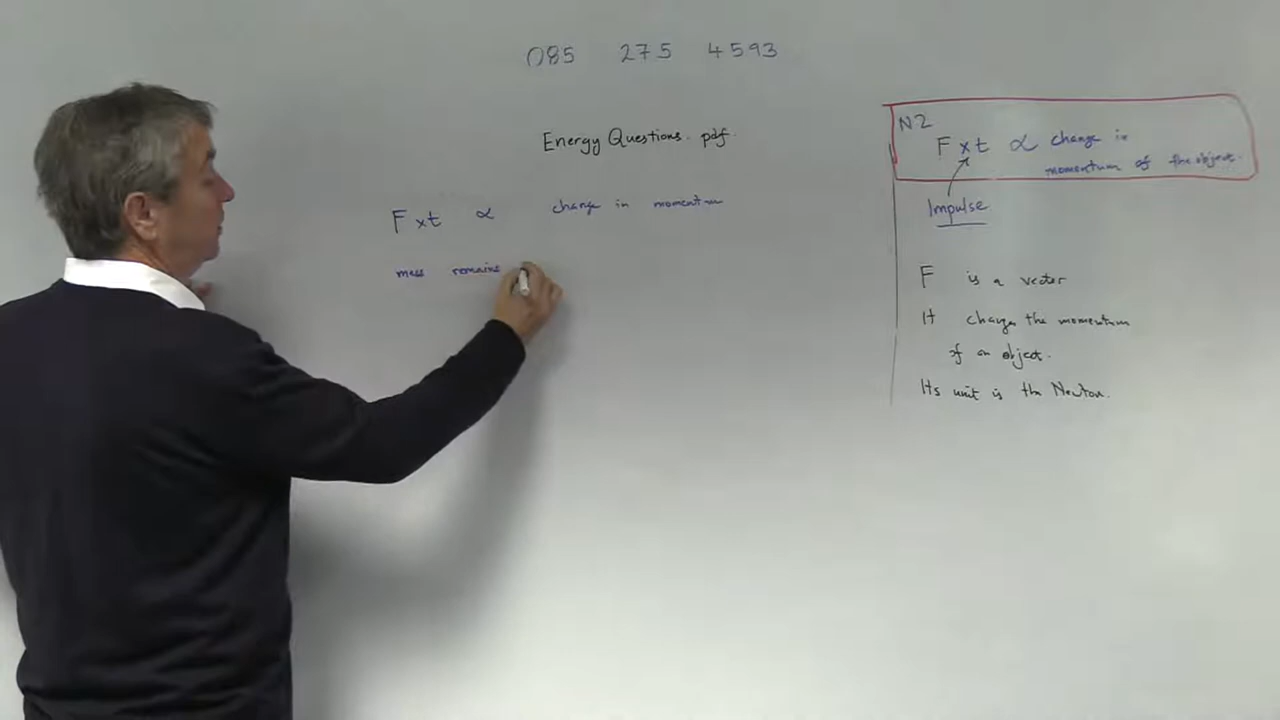 085 275 4593
Energy Questions. pdf.
F x t ∝ change in momentum
mass remains
N2
F x t ∝ change in
momentum of the object.
Impulse
F is a vector
It changes the momentum
of an object.
Its unit is the Newton.